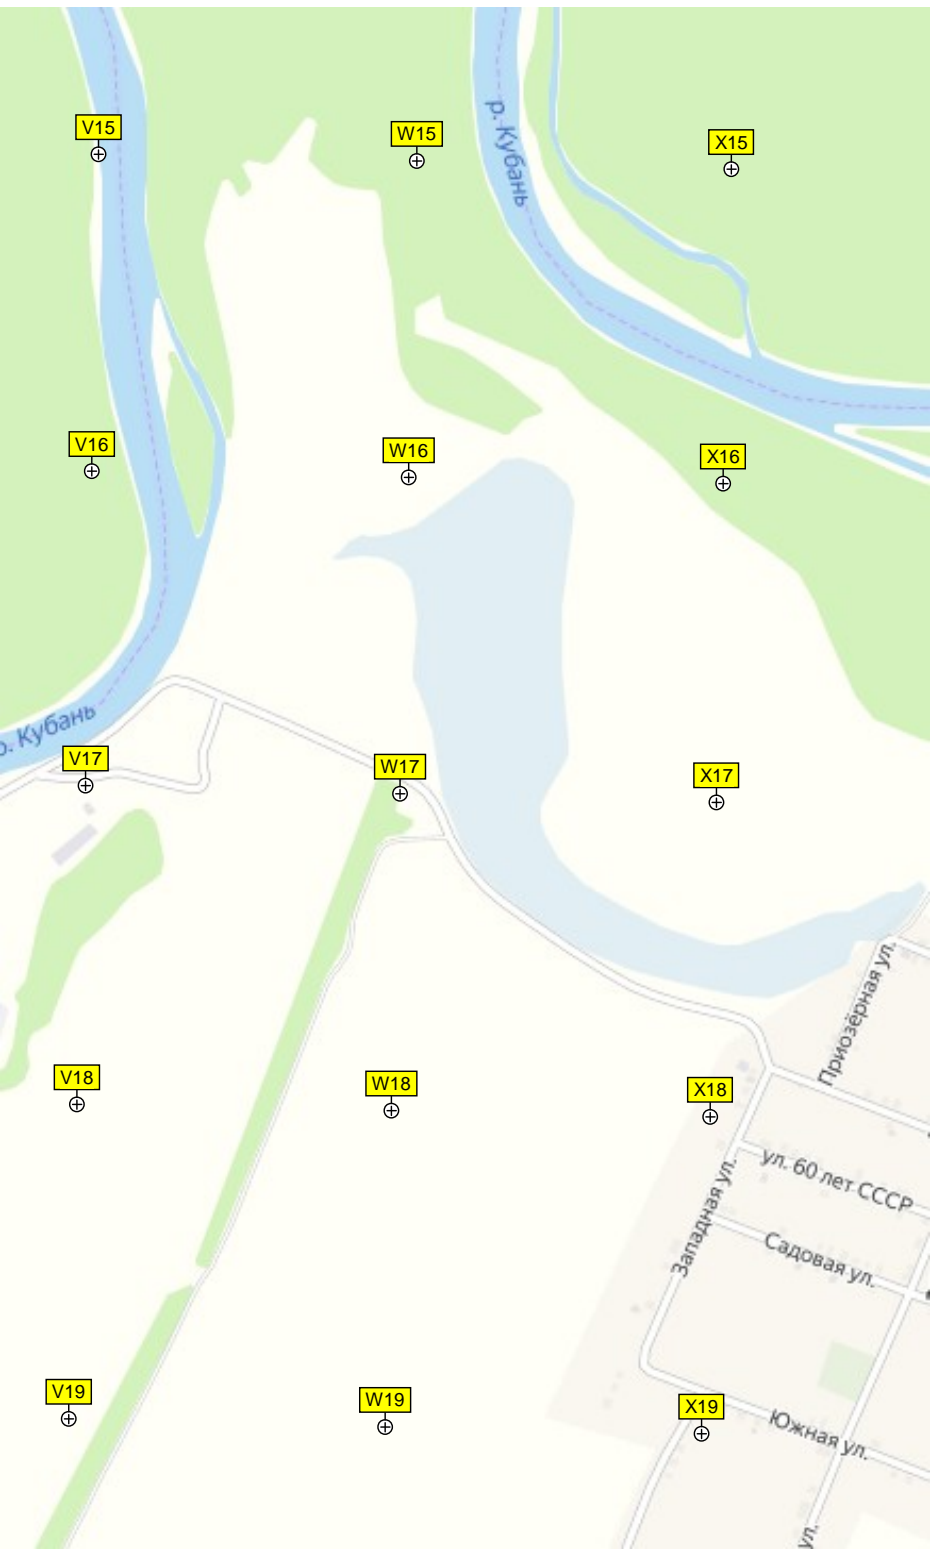 V15
W15
X15
р. Кубань
V16
W16
X16
р. Кубань
V17
W17
X17
Приозёрная ул.
V18
W18
X18
ул. 60 лет СССР
Западная ул.
Садовая ул.
V19
W19
X19
Южная ул.
ул.